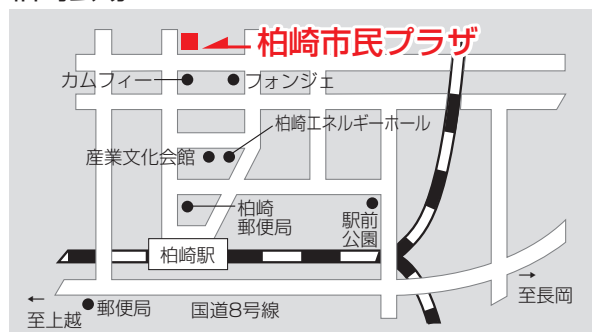 柏崎市民プラザ
カムフィー
フォンジェ
柏崎エネルギーホール
産業文化会館
柏崎
郵便局
駅前
公園
柏崎駅
←
至上越
郵便局
国道8号線
→
至長岡